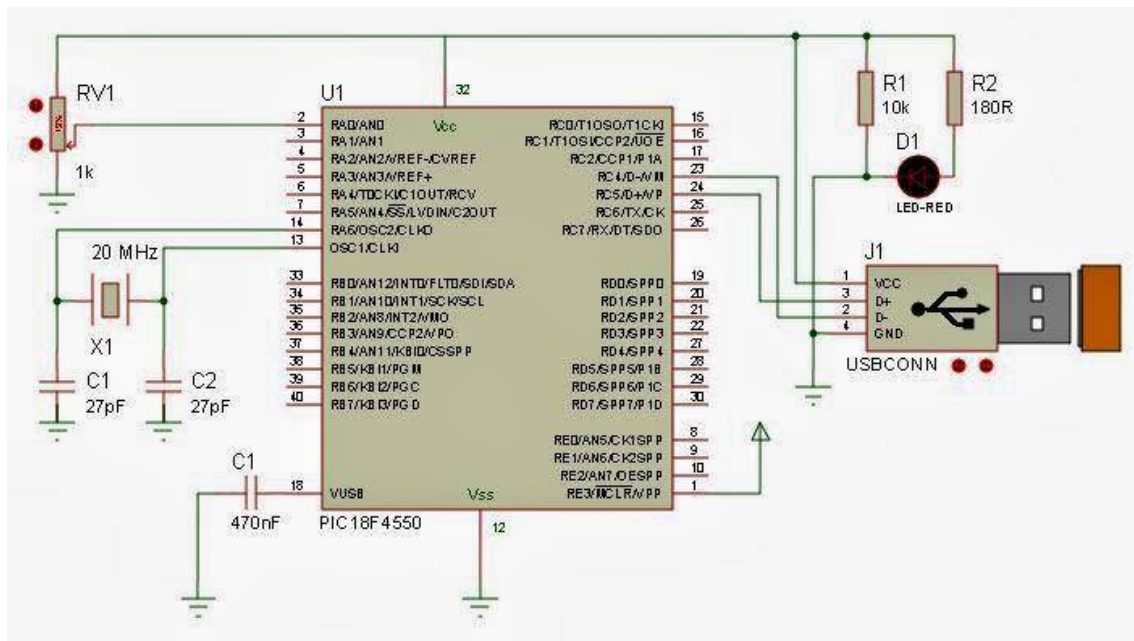 RV1
1k
U1
32
Vcc
2 RA0/AN0
3 RA1/AN1
4 RA2/AN2/VREF-/CVREF
5 RA3/AN3/VREF+
6 RA4/T0CKI/C1OUT/RCV
7 RA5/AN4/SS/LVDIN/C2OUT
14 RA6/OSC2/CLKO
13 OSC1/CLKI
33 RB0/AN12/INT0/FLT0/SDI/SDA
34 RB1/AN10/INT1/SCK/SCL
35 RB2/AN8/INT2/VMO
36 RB3/AN9/CCP2/VPO
37 RB4/AN11/KBI0/CSSPP
38 RB5/KBI1/PGM
39 RB6/KBI2/PGC
40 RB7/KBI3/PGD
18 VUSB
RC0/T1OSO/T1CKI 15
RC1/T1OSI/CCP2/UOE 16
RC2/CCP1/P1A 17
RC4/D-/VM 23
RC5/D+/VP 24
RC6/TX/CK 25
RC7/RX/DT/SDO 26
RD0/SPP0 19
RD1/SPP1 20
RD2/SPP2 21
RD3/SPP3 22
RD4/SPP4 27
RD5/SPP5/P1B 28
RD6/SPP6/P1C 29
RD7/SPP7/P1D 30
RE0/AN5/CK1SPP 8
RE1/AN6/CK2SPP 9
RE2/AN7/OESPP 10
RE3/MCLR/VPP 1
Vss
12
PIC18F4550
20 MHz
X1
C1
27pF
C2
27pF
C1
470nF
R1
10k
R2
180R
D1
LED-RED
J1
1 VCC
3 D+
2 D-
4 GND
USBCONN